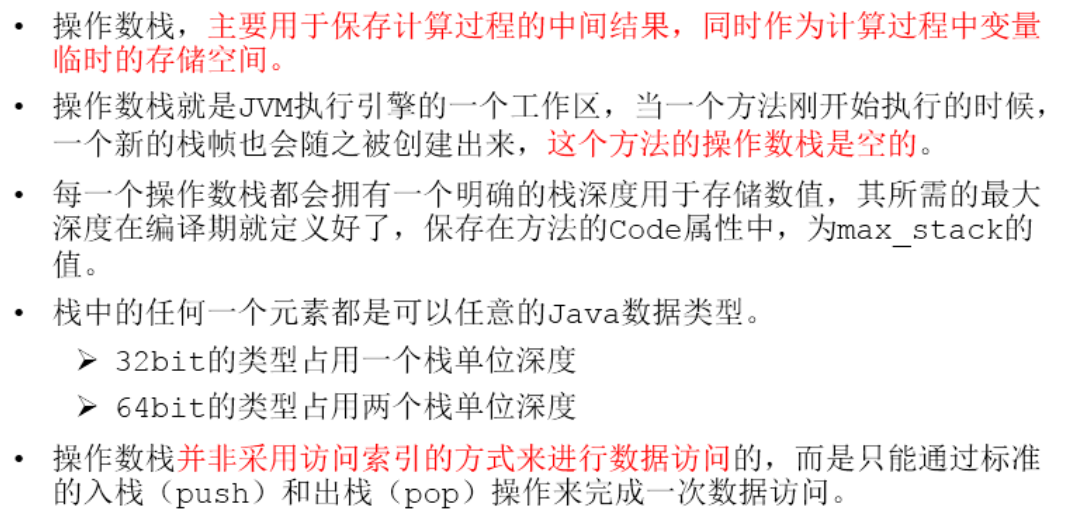 • 操作数栈，主要用于保存计算过程的中间结果，同时作为计算过程中变量
临时的存储空间。
• 操作数栈就是JVM执行引擎的一个工作区，当一个方法刚开始执行的时候，
一个新的栈帧也会随之被创建出来，这个方法的操作数栈是空的。
• 每一个操作数栈都会拥有一个明确的栈深度用于存储数值，其所需的最大
深度在编译期就定义好了，保存在方法的Code属性中，为max_stack的
值。
• 栈中的任何一个元素都是可以任意的Java数据类型。
➢ 32bit的类型占用一个栈单位深度
➢ 64bit的类型占用两个栈单位深度
• 操作数栈并非采用访问索引的方式来进行数据访问的，而是只能通过标准
的入栈（push）和出栈（pop）操作来完成一次数据访问。